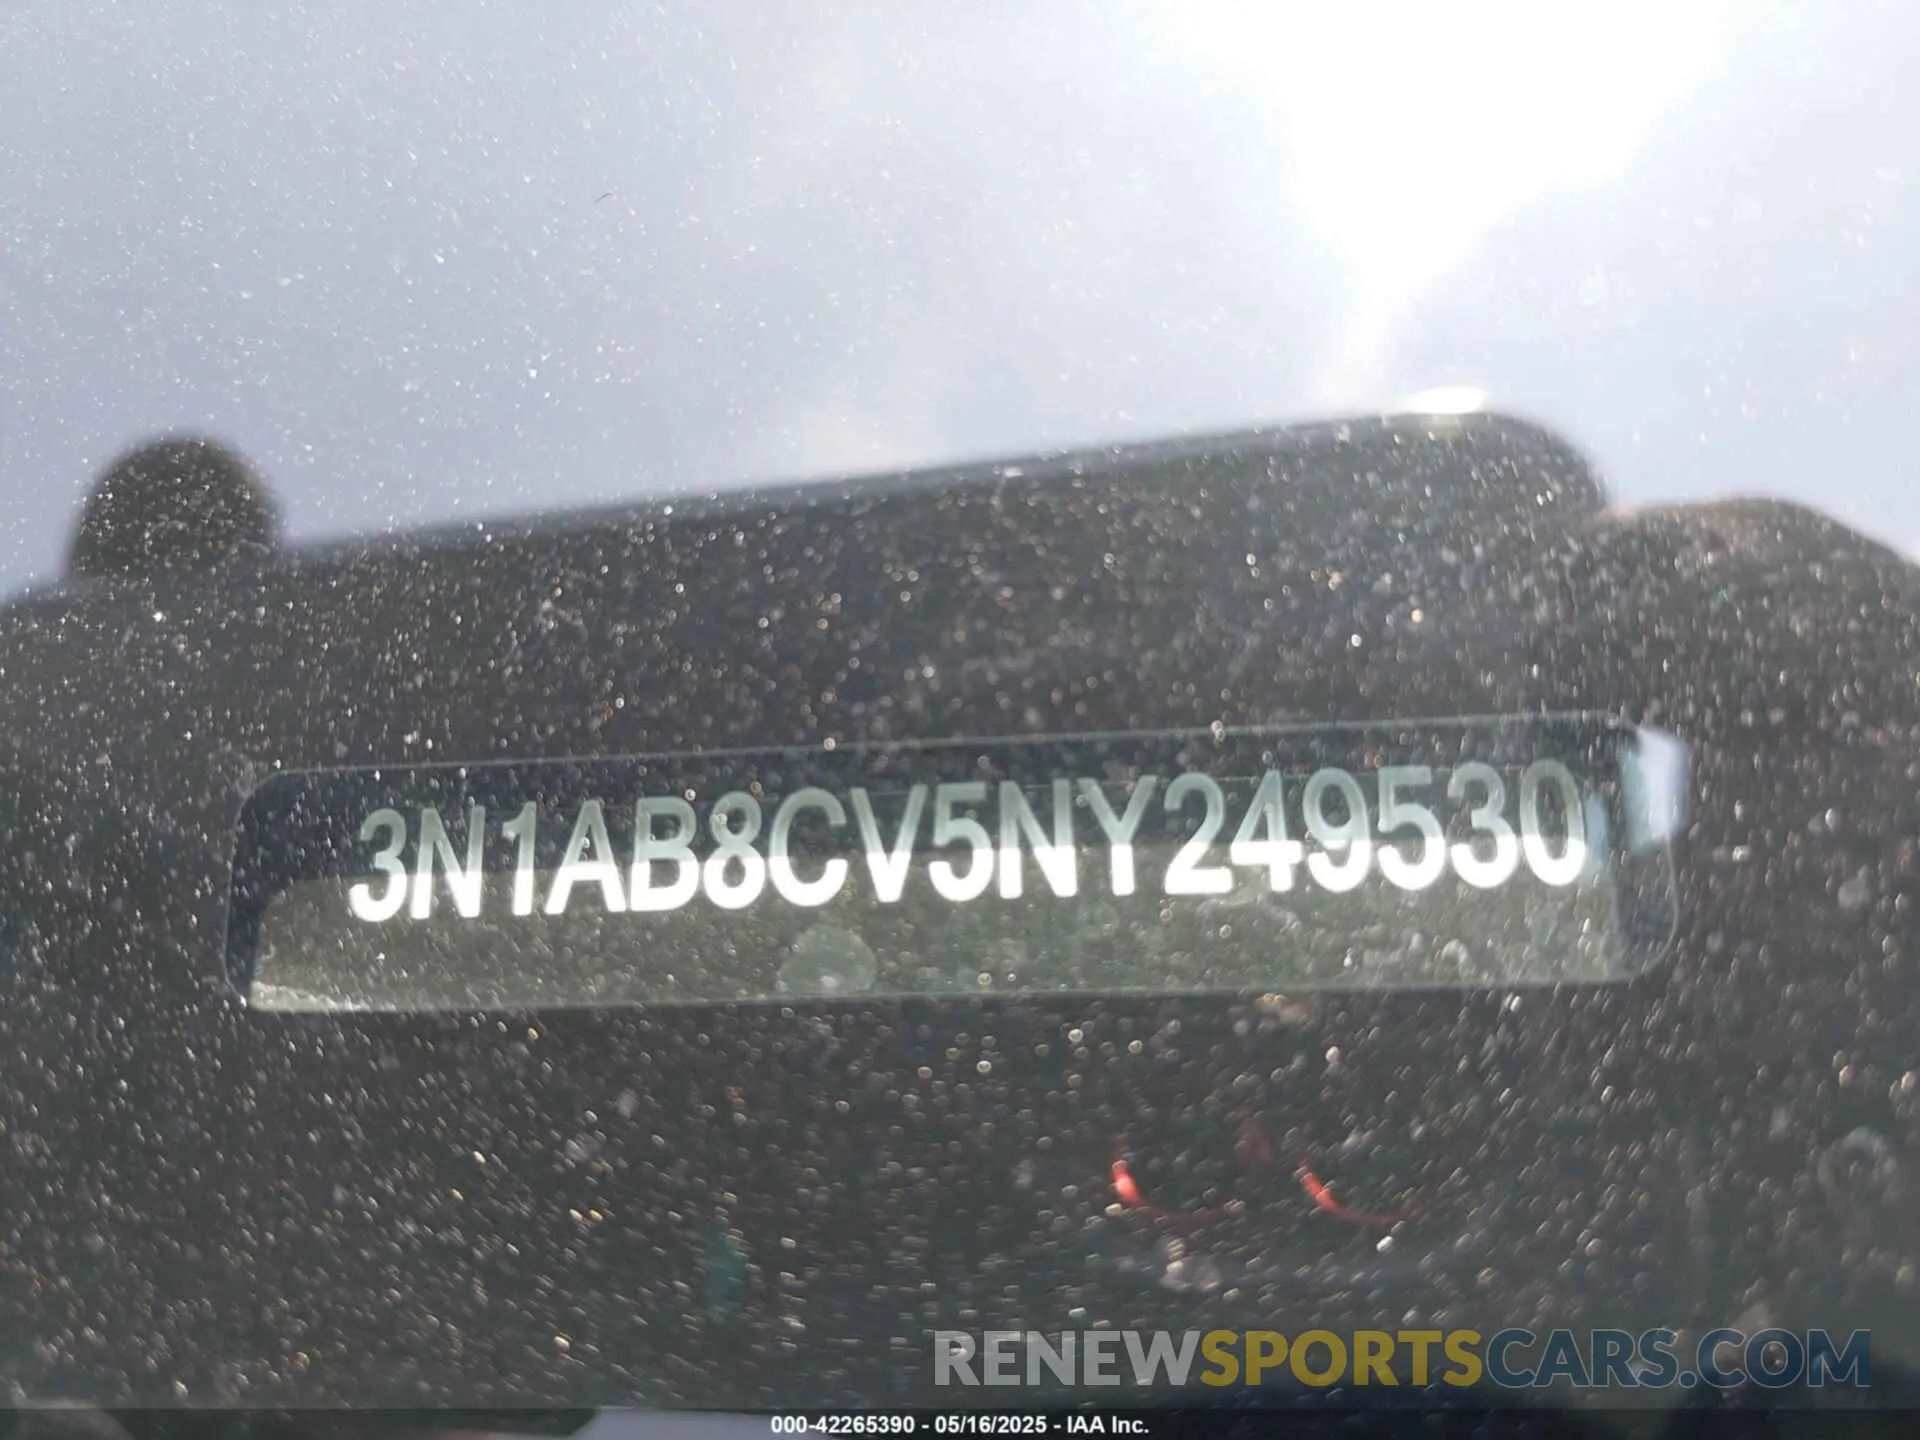 3N1AB8CV5NY249530
RENEWSPORTSCARS.COM
000-42265390 - 05/16/2025 - IAA Inc.